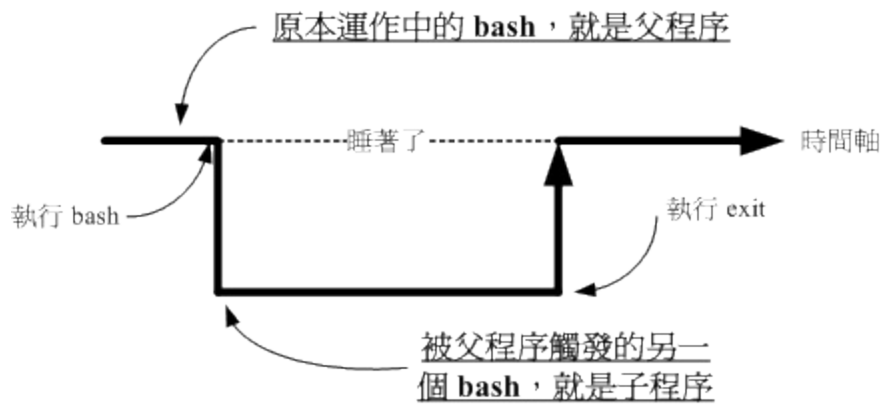 原本運作中的 bash，就是父程序
睡著了
時間軸
執行 bash
執行 exit
被父程序觸發的另一
個 bash，就是子程序